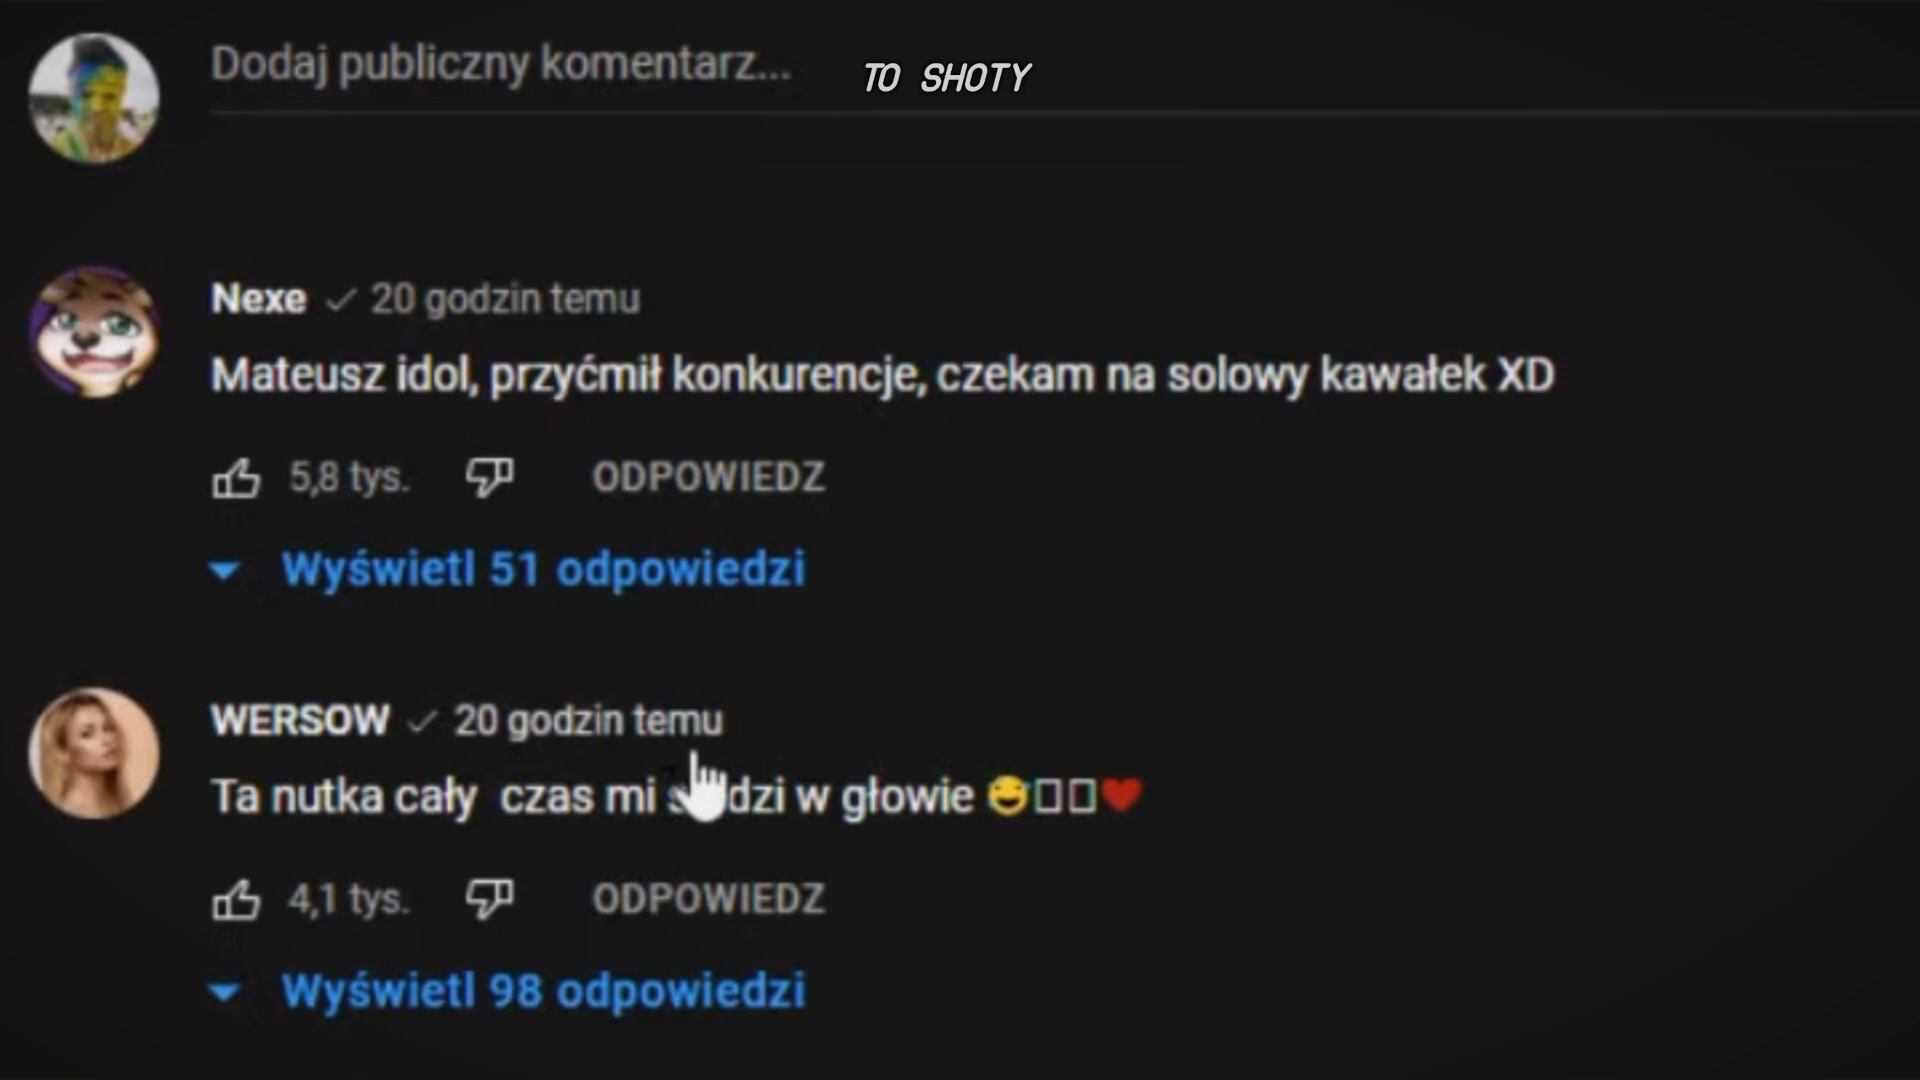 Dodaj publiczny komentarz...
TO SHOTY
Nexe 20 godzin temu
Mateusz idol, przyćmił konkurencje, czekam na solowy kawałek XD
5,8 tys. ODPOWIEDZ
Wyświetl 51 odpowiedzi
WERSOW 20 godzin temu
Ta nutka cały czas mi w głowie 😅❤️
4,1 tys. ODPOWIEDZ
Wyświetl 98 odpowiedzi